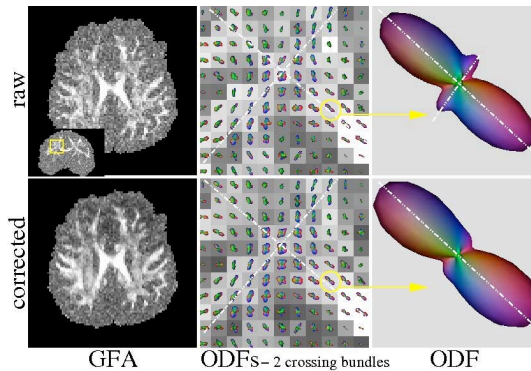 raw
corrected
GFA
ODFs - 2 crossing bundles
ODF